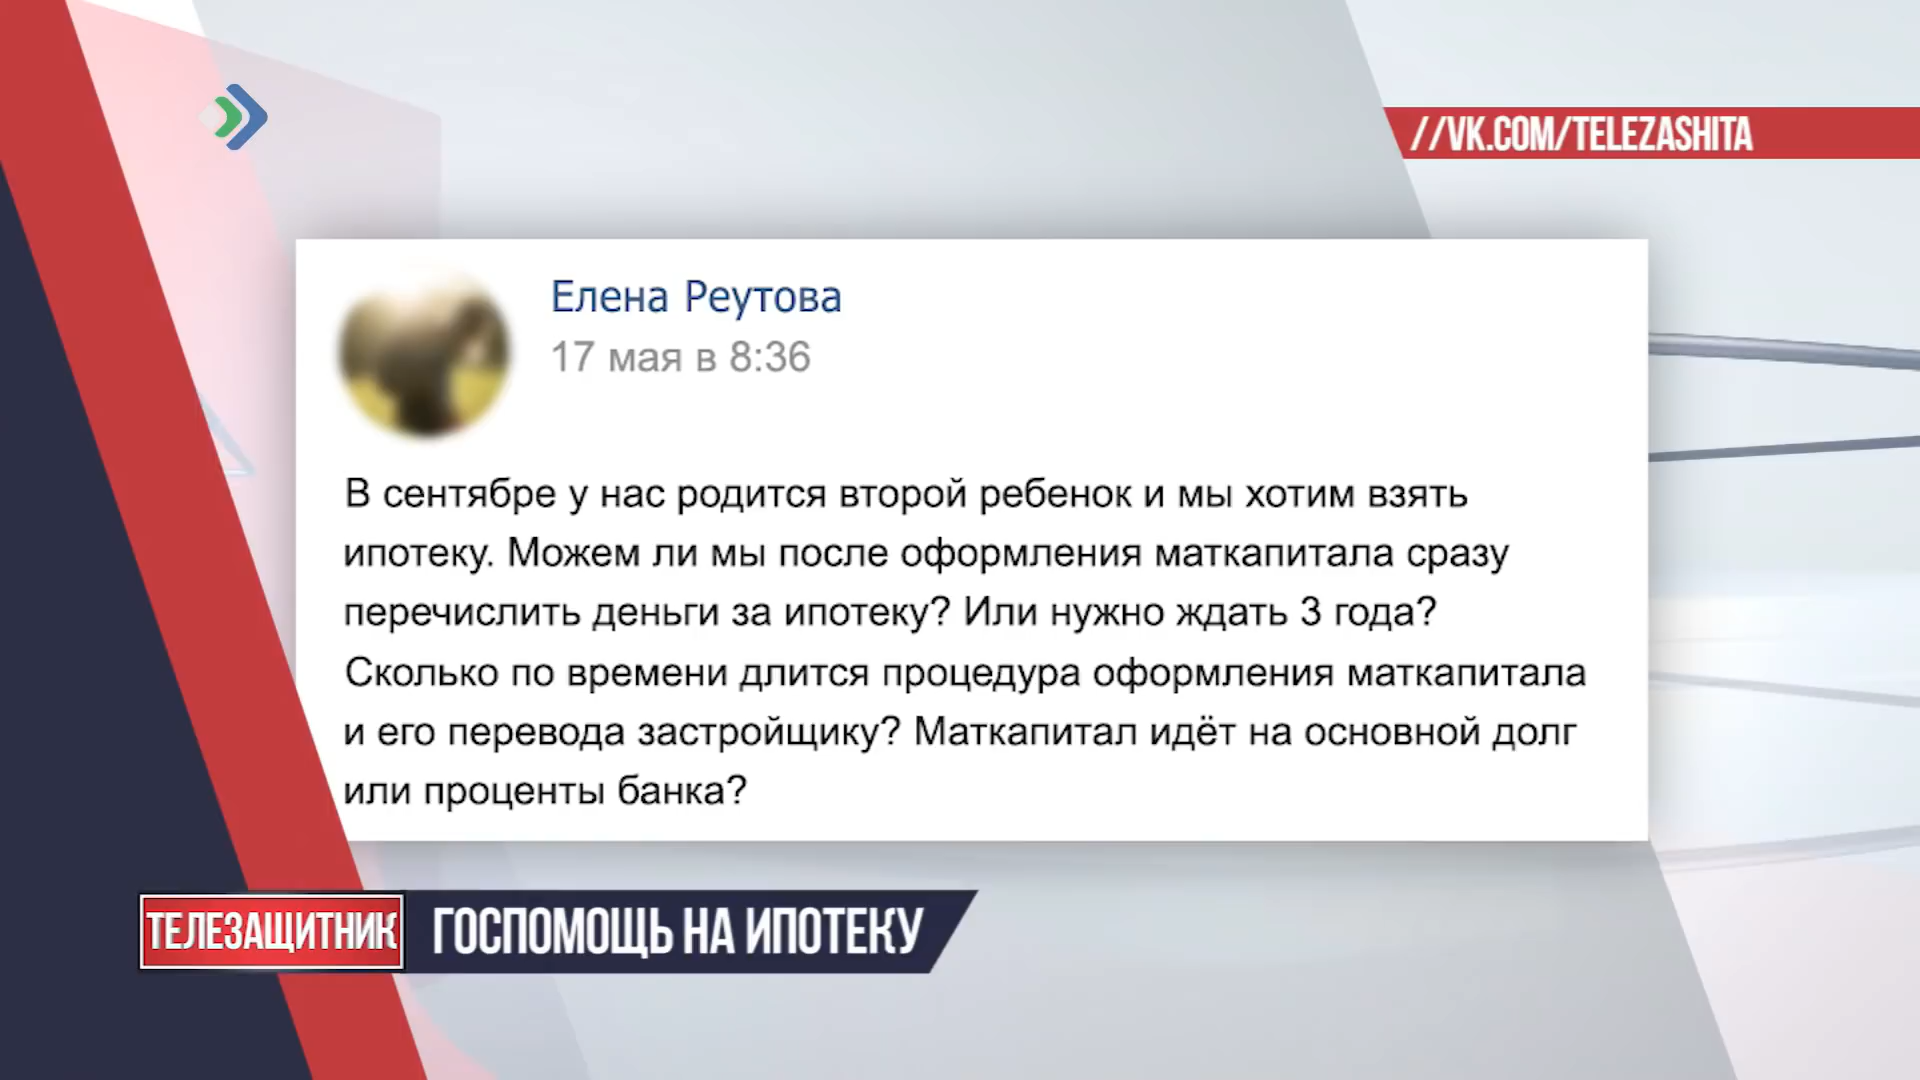 //VK.COM/TELEZASHITA
Елена Реутова
17 мая в 8:36
В сентябре у нас родится второй ребенок и мы хотим взять
ипотеку. Можем ли мы после оформления маткапитала сразу
перечислить деньги за ипотеку? Или нужно ждать 3 года?
Сколько по времени длится процедура оформления маткапитала
и его перевода застройщику? Маткапитал идёт на основной долг
или проценты банка?
ТЕЛЕЗАЩИТНИК ГОСПОМОЩЬ НА ИПОТЕКУ